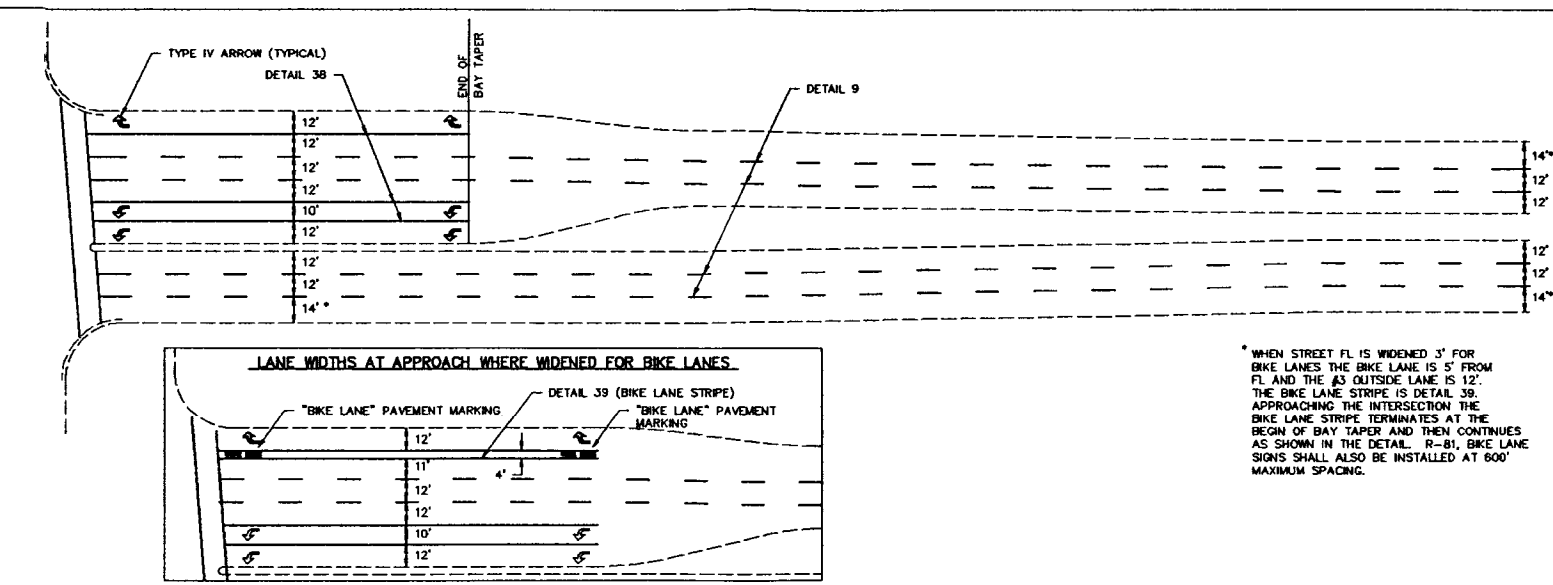 TYPE IV ARROW (TYPICAL)
DETAIL 38
END OF
BAY TAPER
DETAIL 9
12'
12'
12'
12'
10'
12'
12'
12'
14'*
14'*
12'
12'
12'
12'
14'*
LANE WIDTHS AT APPROACH WHERE WIDENED FOR BIKE LANES
DETAIL 39 (BIKE LANE STRIPE)
"BIKE LANE" PAVEMENT MARKING
"BIKE LANE" PAVEMENT
MARKING
12'
4'
11'
12'
12'
10'
12'
* WHEN STREET FL IS WIDENED 3' FOR
BIKE LANES THE BIKE LANE IS 5' FROM
FL AND THE #3 OUTSIDE LANE IS 12'.
THE BIKE LANE STRIPE IS DETAIL 39.
APPROACHING THE INTERSECTION THE
BIKE LANE STRIPE TERMINATES AT THE
BEGIN OF BAY TAPER AND THEN CONTINUES
AS SHOWN IN THE DETAIL. R-81, BIKE LANE
SIGNS SHALL ALSO BE INSTALLED AT 600'
MAXIMUM SPACING.